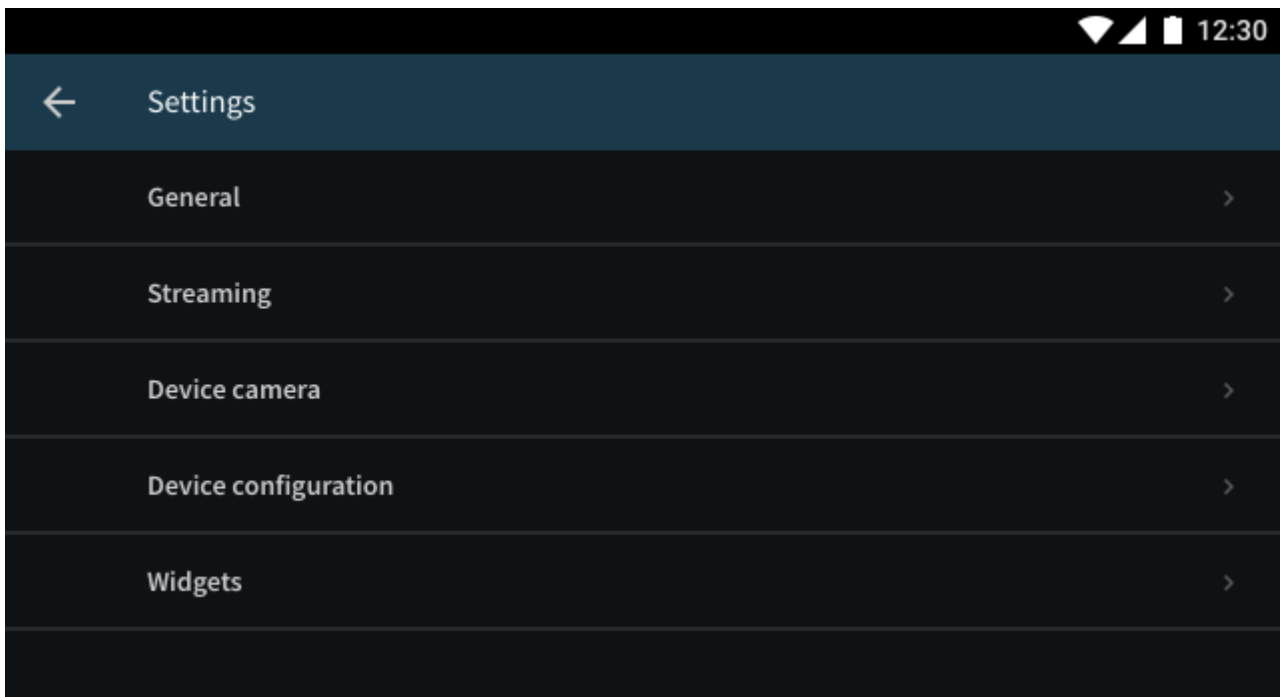 12:30
Settings
General
Streaming
Device camera
Device configuration
Widgets